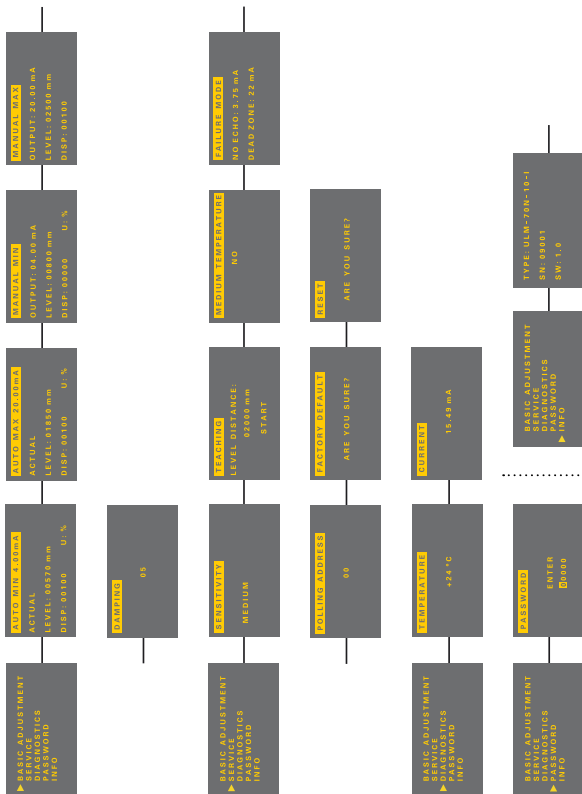 ▶BASIC ADJUSTMENT
SERVICE
DIAGNOSTICS
PASSWORD
INFO
AUTO MIN 4.00mA
ACTUAL
LEVEL: 00570 mm
DISP: 00100 U: %
AUTO MAX 20.00mA
ACTUAL
LEVEL: 01850 mm
DISP: 00100 U: %
MANUAL MIN
OUTPUT: 04.00 mA
LEVEL: 00800 mm
DISP: 00000 U: %
MANUAL MAX
OUTPUT: 20.00 mA
LEVEL: 02500 mm
DISP: 00100
DAMPING
05
BASIC ADJUSTMENT
▶SERVICE
DIAGNOSTICS
PASSWORD
INFO
SENSITIVITY
MEDIUM
TEACHING
LEVEL DISTANCE:
02000 mm
START
MEDIUM TEMPERATURE
NO
FAILURE MODE
NO ECHO: 3.75 mA
DEAD ZONE: 22 mA
POLLING ADDRESS
00
FACTORY DEFAULT
ARE YOU SURE?
RESET
ARE YOU SURE?
BASIC ADJUSTMENT
SERVICE
▶DIAGNOSTICS
PASSWORD
INFO
TEMPERATURE
+24 °C
CURRENT
15.49 mA
BASIC ADJUSTMENT
SERVICE
DIAGNOSTICS
▶PASSWORD
INFO
PASSWORD
ENTER
00000
BASIC ADJUSTMENT
SERVICE
DIAGNOSTICS
PASSWORD
▶INFO
TYPE: ULM-70N-10-I
SN: 09001
SW: 1.0